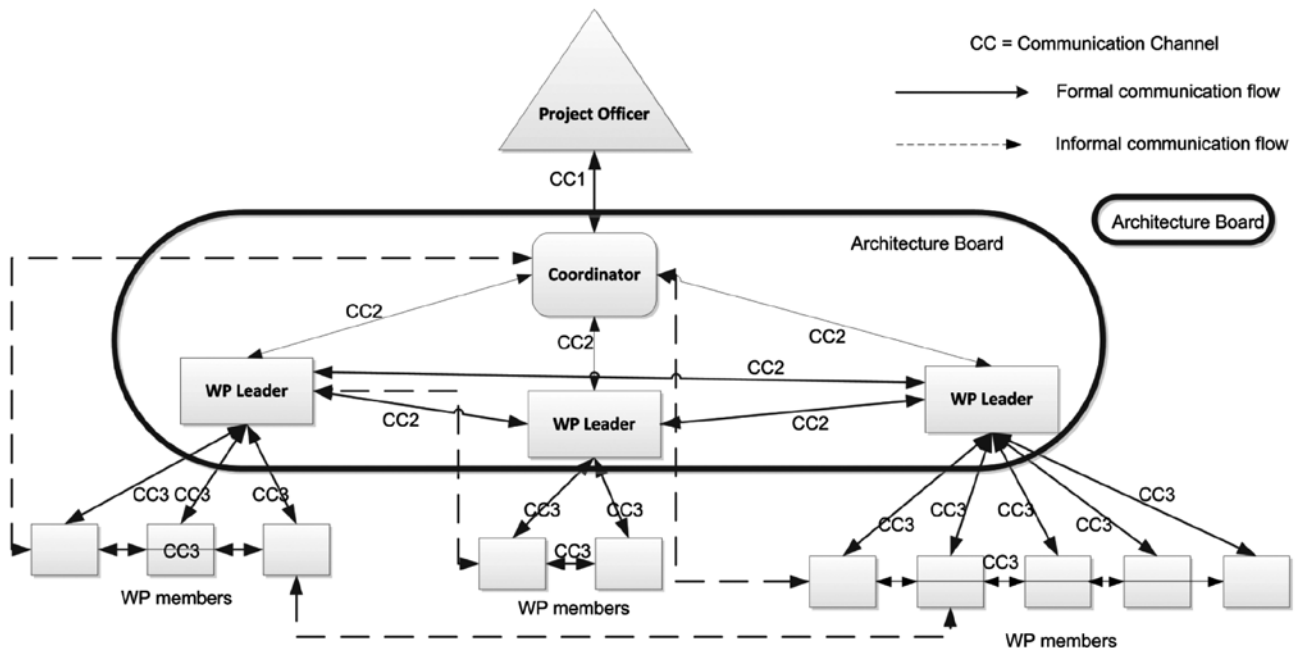 CC = Communication Channel
Project Officer
Formal communication flow
Informal communication flow
CC1
Architecture Board
Architecture Board
Coordinator
CC2
CC2
CC2
CC2
WP Leader
WP Leader
WP Leader
CC2
CC2
CC3
CC3
CC3
CC3
CC3
CC3
CC3
CC3
CC3
CC3
CC3
CC3
CC3
WP members
WP members
WP members